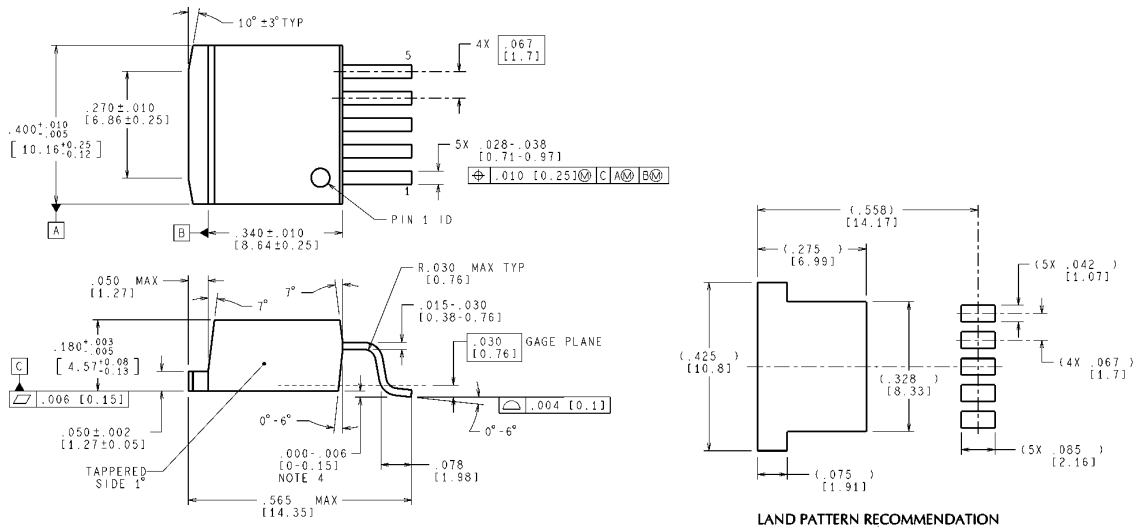 10° ±3° TYP
4X .067
[1.7]
5
.270±.010
[6.86±0.25]
.400+.010
-.005
[ 10.16+0.25
-0.12 ]
5X .028-.038
[0.71-0.97]
⌖ .010 [0.25]Ⓜ C AⓂ BⓂ
1
PIN 1 ID
A
B
.340±.010
[8.64±0.25]
.050 MAX
[1.27]
7°
7°
R.030 MAX TYP
[0.76]
.015-.030
[0.38-0.76]
.030
[0.76]
GAGE PLANE
.180+.003
-.005
[ 4.57+0.08
-0.13 ]
C
⏥ .006 [0.15]
⌓ .004 [0.1]
0°-6°
0°-6°
.050±.002
[1.27±0.05]
.000-.006
[0-0.15]
NOTE 4
.078
[1.98]
TAPPERED
SIDE 1°
.565 MAX
[14.35]
(.558)
[14.17]
(.275 )
[6.99]
(5X .042 )
[1.07]
(.425 )
[10.8]
(.328 )
[8.33]
(4X .067 )
[1.7]
(.075 )
[1.91]
(5X .085 )
[2.16]
LAND PATTERN RECOMMENDATION